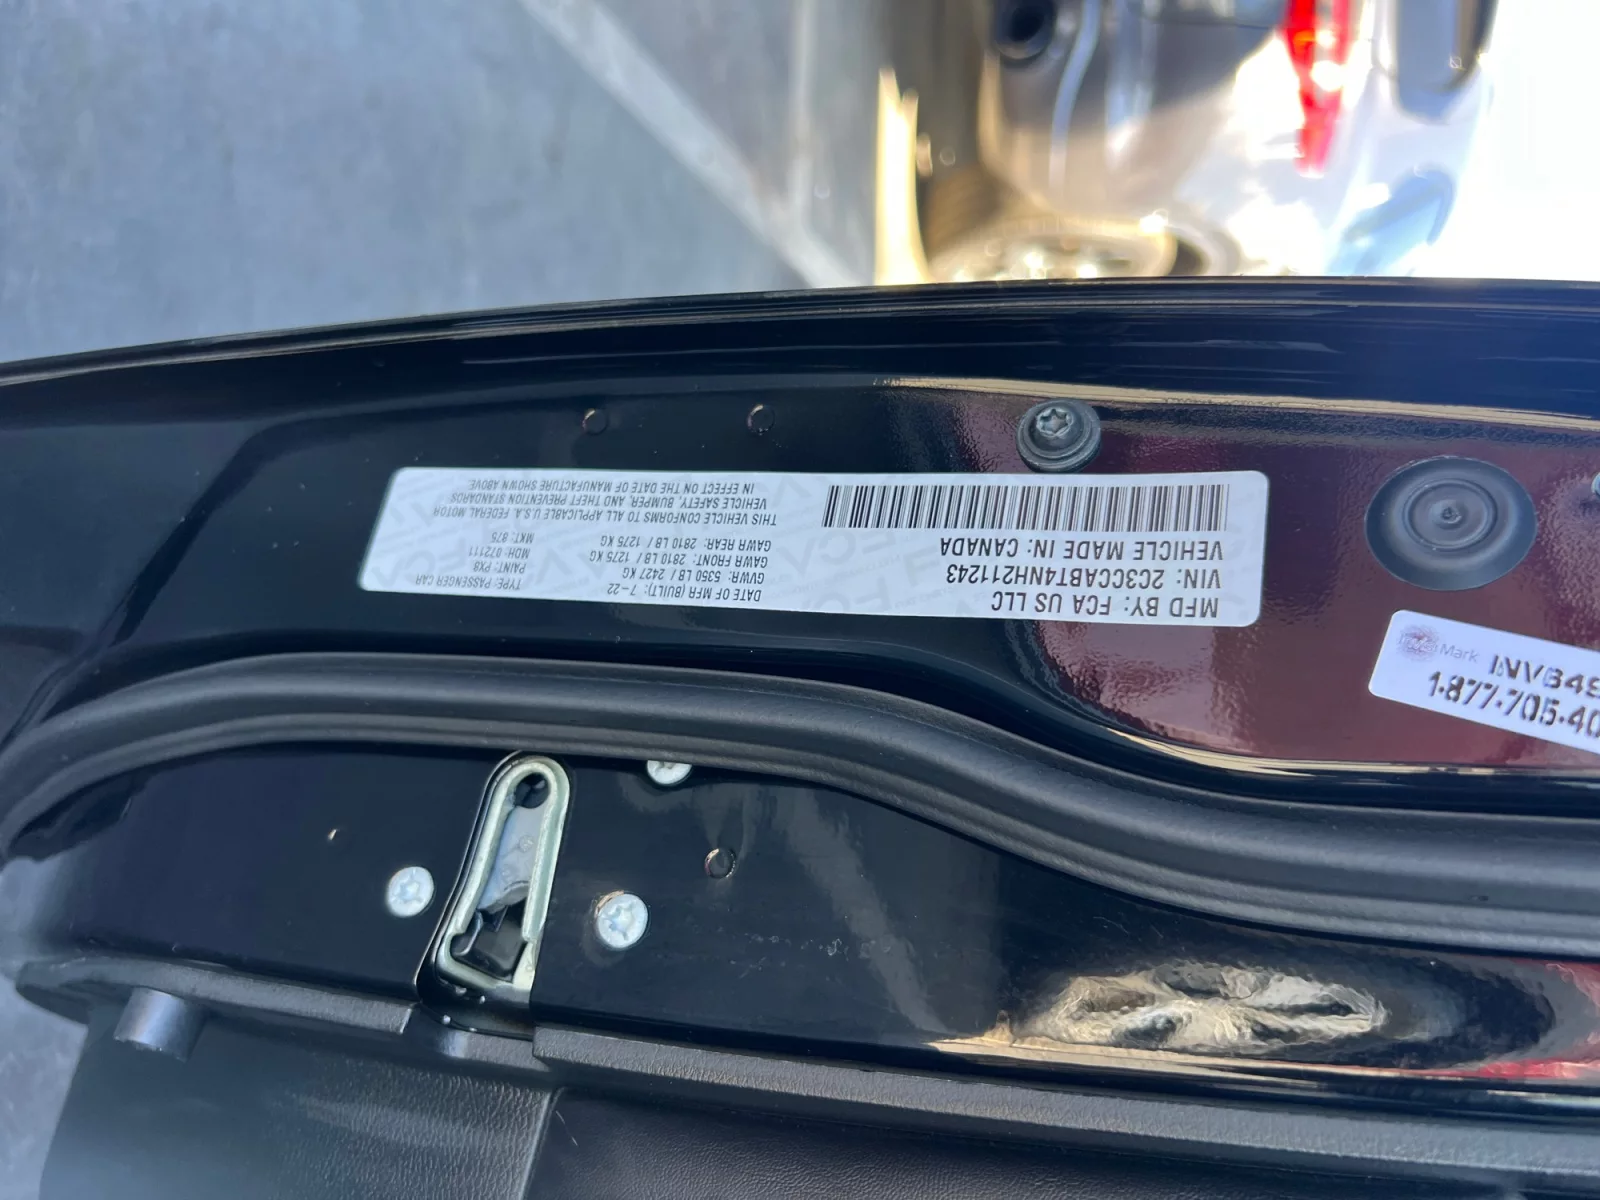 MFD BY: FCA US LLC
VIN: 2C3CCABT4NH211243
VEHICLE MADE IN: CANADA
DATE OF MFR (BUILT): 7-22
GVWR: 5350 LB / 2427 KG
GAWR FRONT: 2810 LB / 1275 KG
GAWR REAR: 2810 LB / 1275 KG
TYPE: PASSENGER CAR
PAINT: PX8
MDH: 072111
MKT: 875
THIS VEHICLE CONFORMS TO ALL APPLICABLE U.S.A. FEDERAL MOTOR
VEHICLE SAFETY, BUMPER, AND THEFT PREVENTION STANDARDS
IN EFFECT ON THE DATE OF MANUFACTURE SHOWN ABOVE.
Mark
1-877-705-40